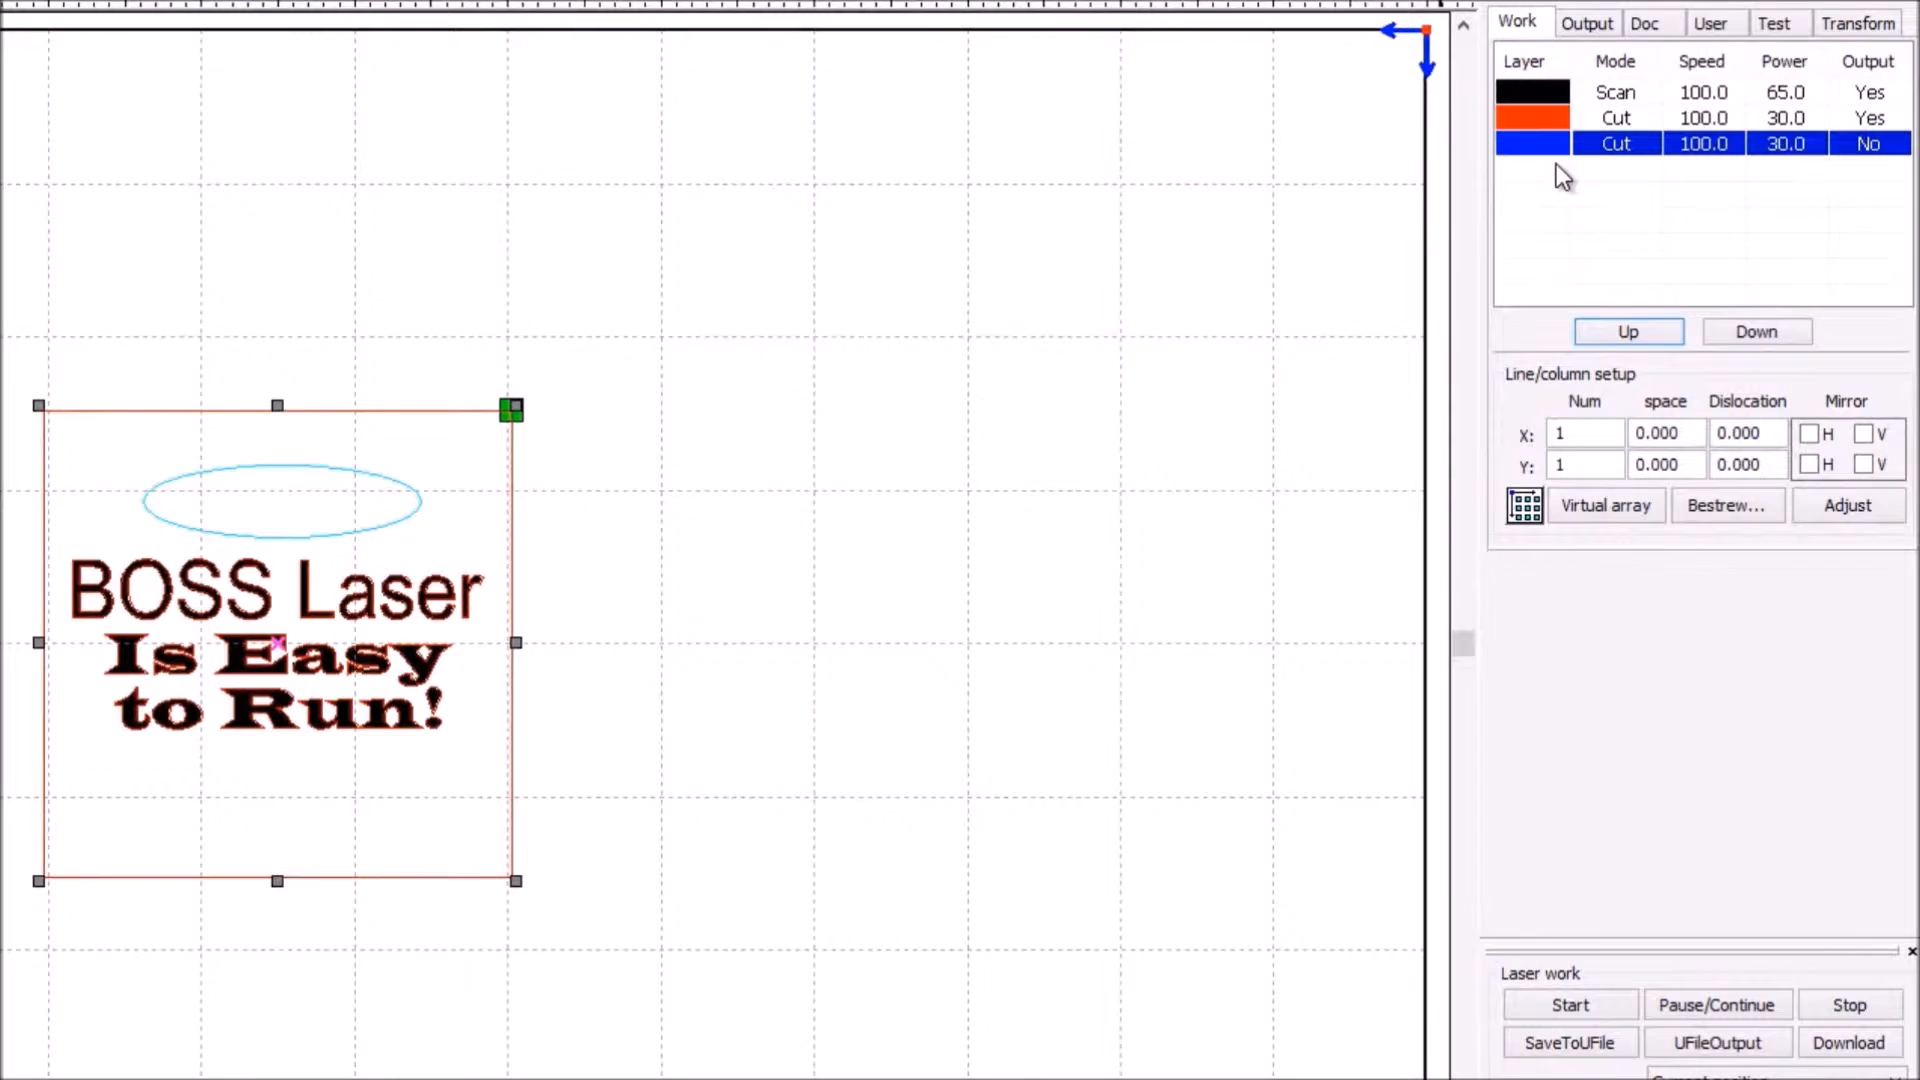 Work Output Doc User Test Transform
Layer Mode Speed Power Output
Scan 100.0 65.0 Yes
Cut 100.0 30.0 Yes
Cut 100.0 30.0 No
Up Down
Line/column setup
Num space Dislocation Mirror
X: 1 0.000 0.000 H V
Y: 1 0.000 0.000 H V
Virtual array Bestrew... Adjust
BOSS Laser
Is Easy
to Run!
Laser work
Start Pause/Continue Stop
SaveToUFile UFileOutput Download